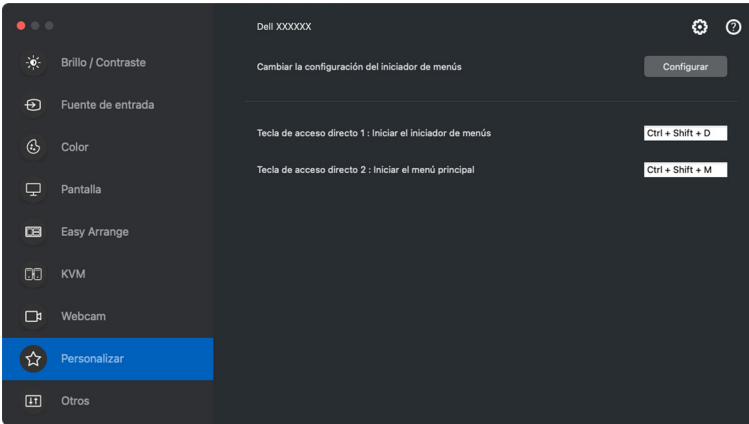 Dell XXXXXX
Brillo / Contraste
Cambiar la configuración del iniciador de menús
Configurar
Fuente de entrada
Color
Tecla de acceso directo 1 : Iniciar el iniciador de menús
Ctrl + Shift + D
Tecla de acceso directo 2 : Iniciar el menú principal
Ctrl + Shift + M
Pantalla
Easy Arrange
KVM
Webcam
Personalizar
Otros